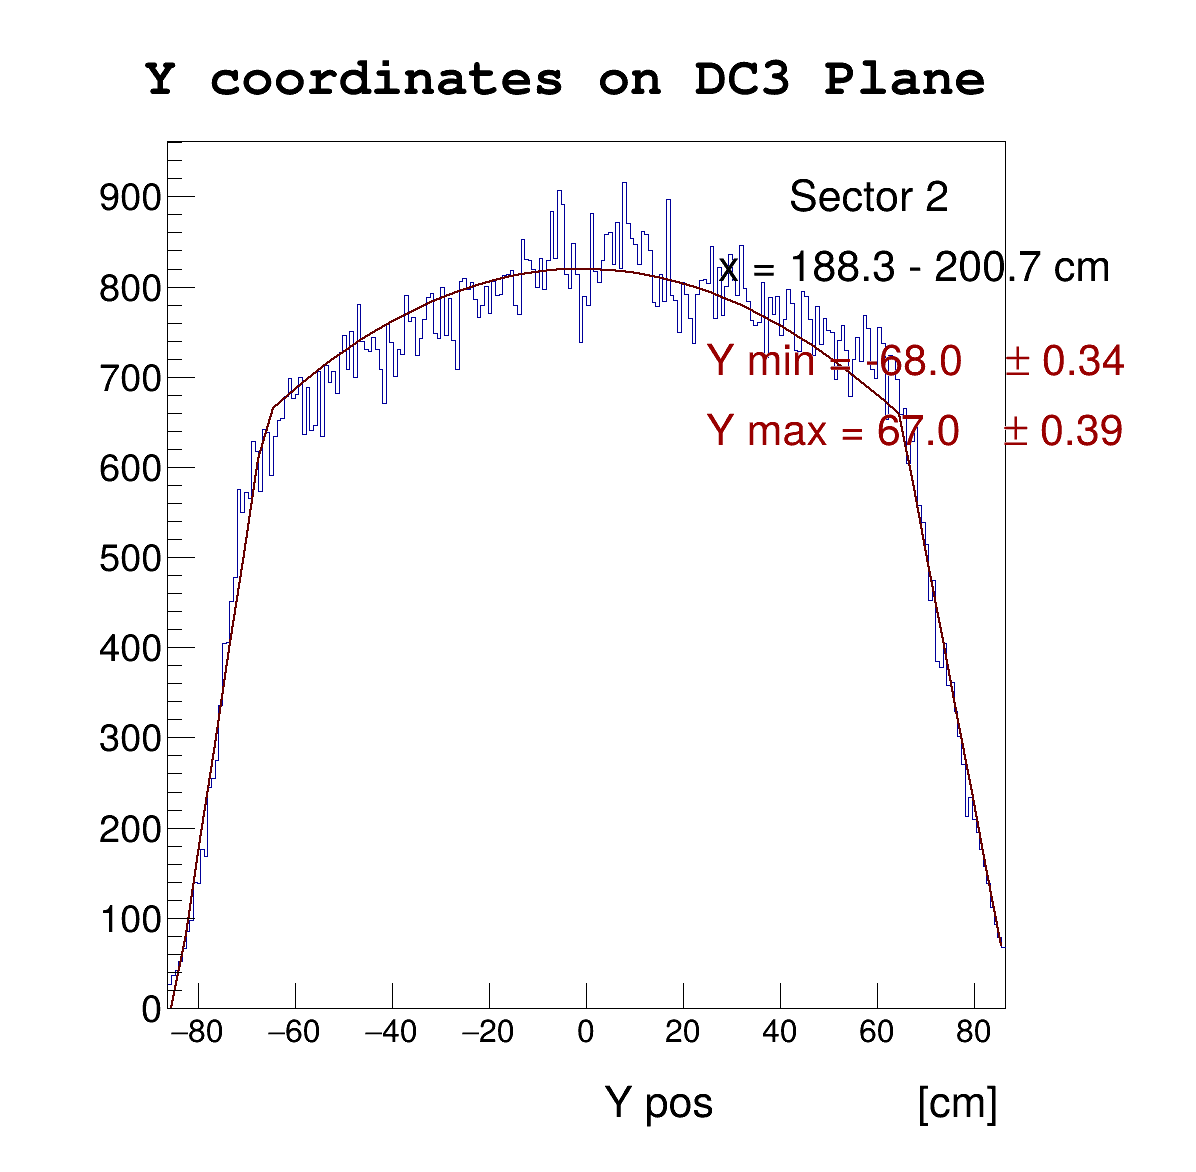 Y coordinates on DC3 Plane
Sector 2
x = 188.3 - 200.7 cm
Y min = -68.0 ± 0.34
Y max = 67.0 ± 0.39
900
800
700
600
500
400
300
200
100
0
−80 −60 −40 −20 0 20 40 60 80
Y pos [cm]